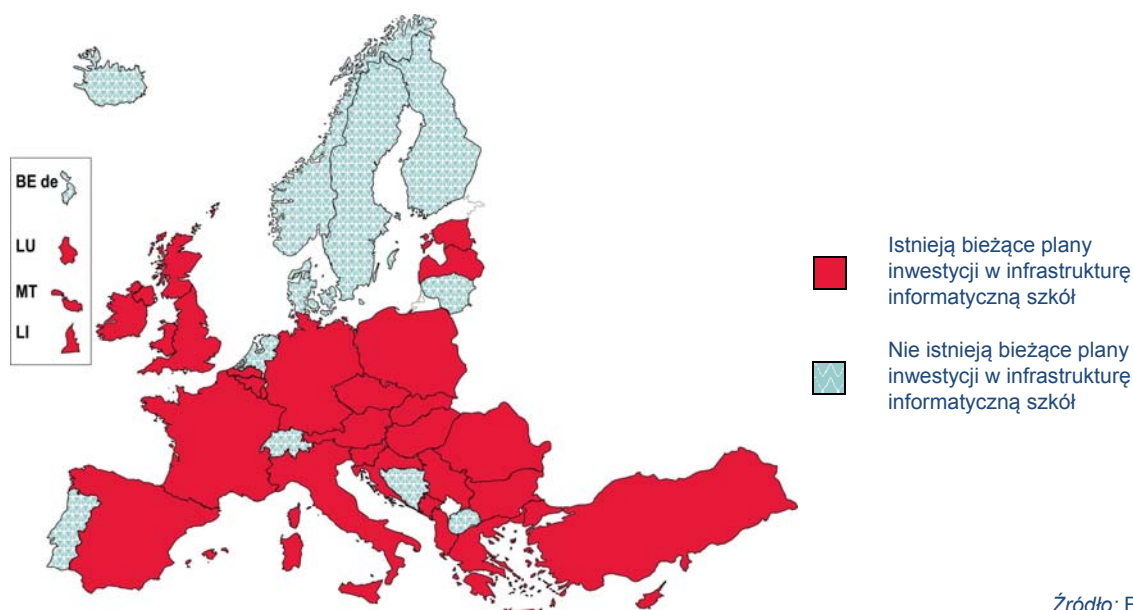 BE de
LU
MT
LI
Istnieją bieżące plany
inwestycji w infrastrukturę
informatyczną szkół
Nie istnieją bieżące plany
inwestycji w infrastrukturę
informatyczną szkół
Źródło: